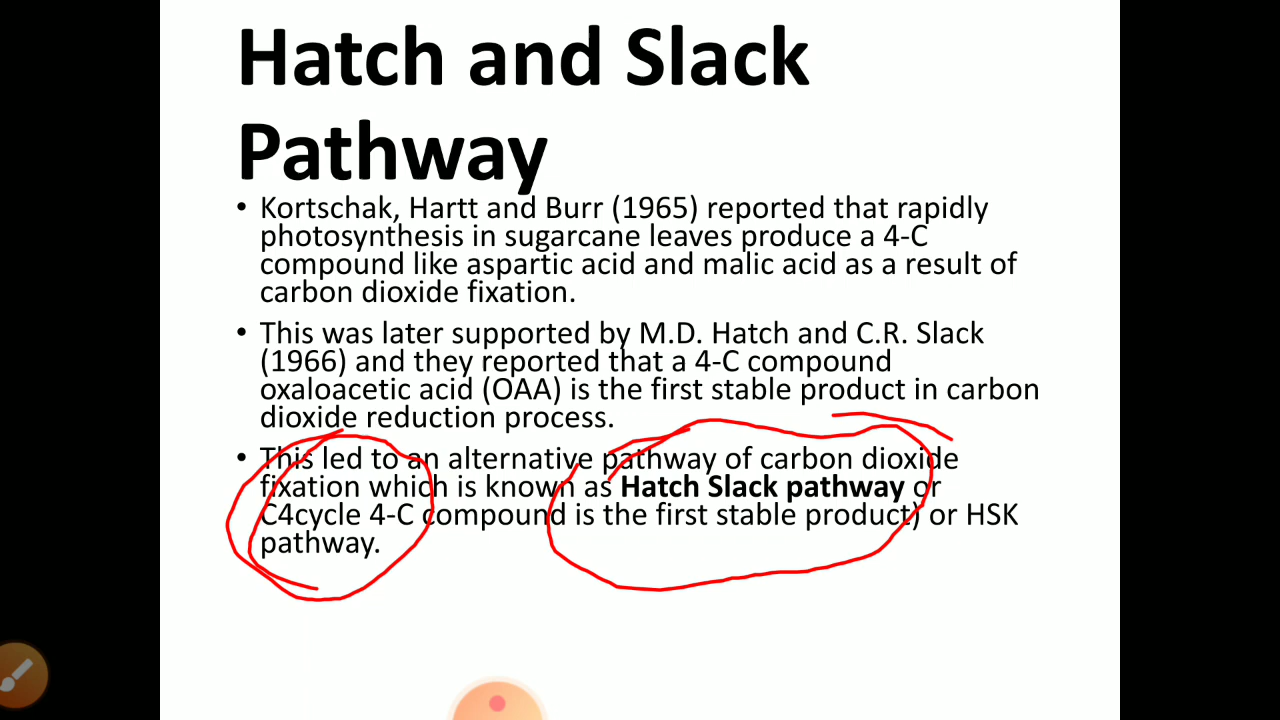 Hatch and Slack
Pathway
• Kortschak, Hartt and Burr (1965) reported that rapidly
photosynthesis in sugarcane leaves produce a 4-C
compound like aspartic acid and malic acid as a result of
carbon dioxide fixation.
• This was later supported by M.D. Hatch and C.R. Slack
(1966) and they reported that a 4-C compound
oxaloacetic acid (OAA) is the first stable product in carbon
dioxide reduction process.
• This led to an alternative pathway of carbon dioxide
fixation which is known as Hatch Slack pathway or
C4cycle 4-C compound is the first stable product) or HSK
pathway.